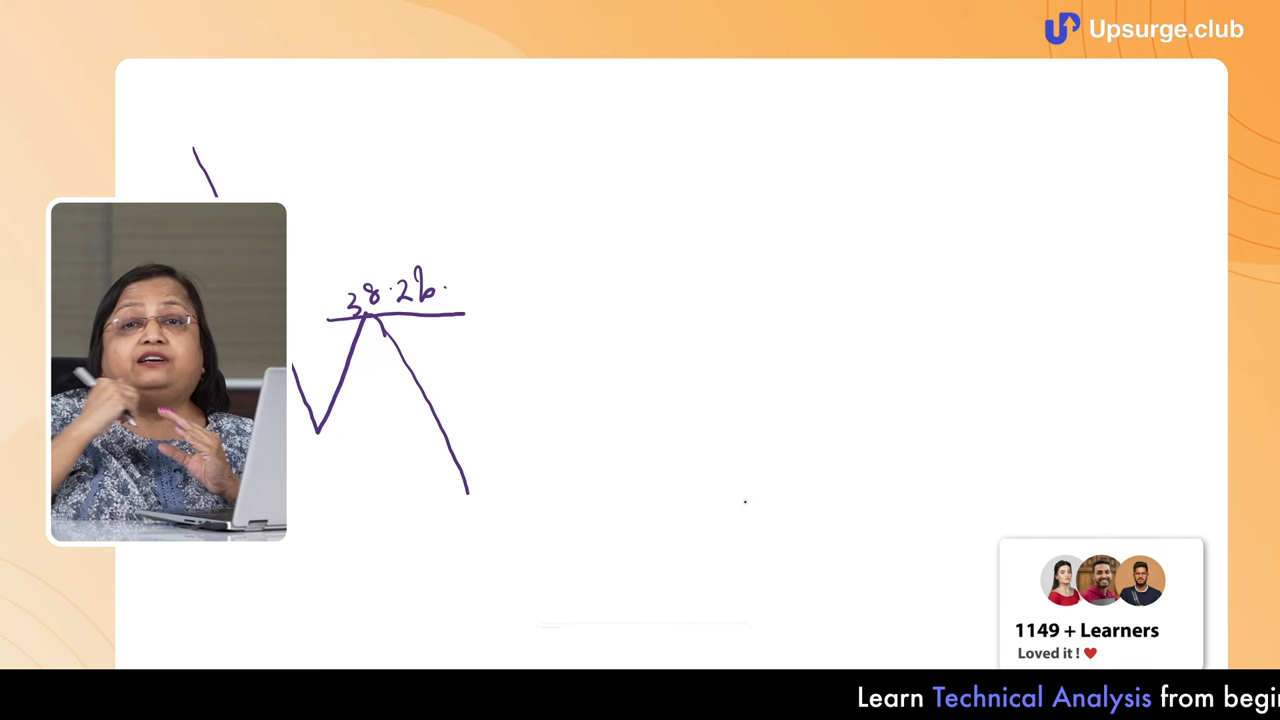 Upsurge.club
38.2%.
1149 + Learners
Loved it !
Learn Technical Analysis from begi